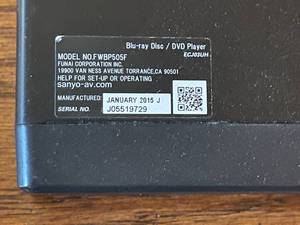 Blu-ray Disc / DVD Player
ECJ03UH
MODEL NO.FWBP505F
FUNAI CORPORATION INC.
19900 VAN NESS AVENUE TORRANCE,CA 90501
HELP FOR SET-UP OR OPERATING
sanyo-av.com
MANUFACTURED: JANUARY 2015 J
SERIAL NO. J05519729